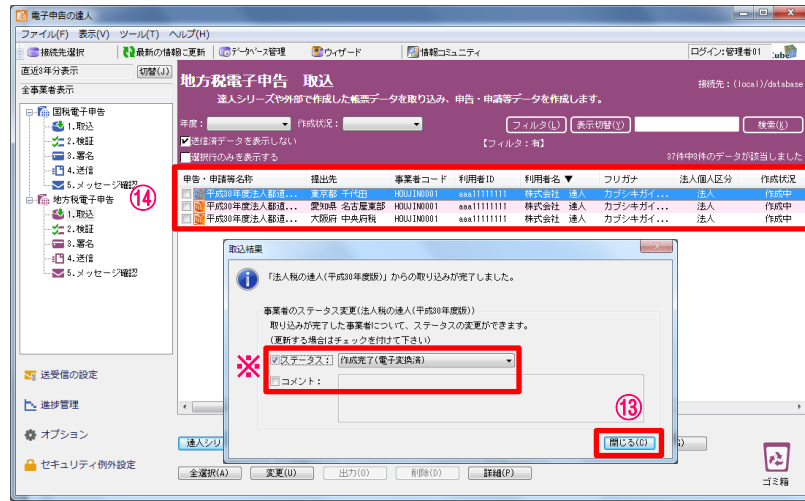 電子申告の達人
ファイル(F) 表示(V) ツール(T) ヘルプ(H)
接続先選択 最新の情報に更新 データベース管理 ウィザード 情報コミュニティ ログイン:管理者01
直近3年分表示 切替(J)
全事業者表示
国税電子申告
1.取込
2.検証
3.署名
4.送信
5.メッセージ確認
地方税電子申告
1.取込
2.検証
3.署名
4.送信
5.メッセージ確認
⑭
送受信の設定
進捗管理
オプション
セキュリティ例外設定
地方税電子申告 取込
接続先:(local)/database
達人シリーズや外部で作成した帳票データを取り込み、申告・申請等データを作成します。
年度: 作成状況: フィルタ(L) 表示切替(Y) 検索(K)
送信済データを表示しない 【フィルタ:有】
選択行のみを表示する 37件中3件のデータが該当しました
申告・申請等名称 提出先 事業者コード 利用者ID 利用者名 ▼ フリガナ 法人個人区分 作成状況
平成30年度法人都道... 東京都 千代田 HOUJIN0001 aaa11111111 株式会社 達人 カブシキガイ... 法人 作成中
平成30年度法人都道... 愛知県 名古屋東部 HOUJIN0001 aaa11111111 株式会社 達人 カブシキガイ... 法人 作成中
平成30年度法人都道... 大阪府 中央府税 HOUJIN0001 aaa11111111 株式会社 達人 カブシキガイ... 法人 作成中
取込結果
「法人税の達人(平成30年度版)」からの取り込みが完了しました。
事業者のステータス変更(法人税の達人(平成30年度版))
取り込みが完了した事業者について、ステータスの変更ができます。
(更新する場合はチェックを付けて下さい)
※
ステータス: 作成完了(電子変換済)
コメント:
⑬
閉じる(C)
達人シリ
全選択(A) 変更(U) 出力(O) 削除(D) 詳細(P)
ゴミ箱